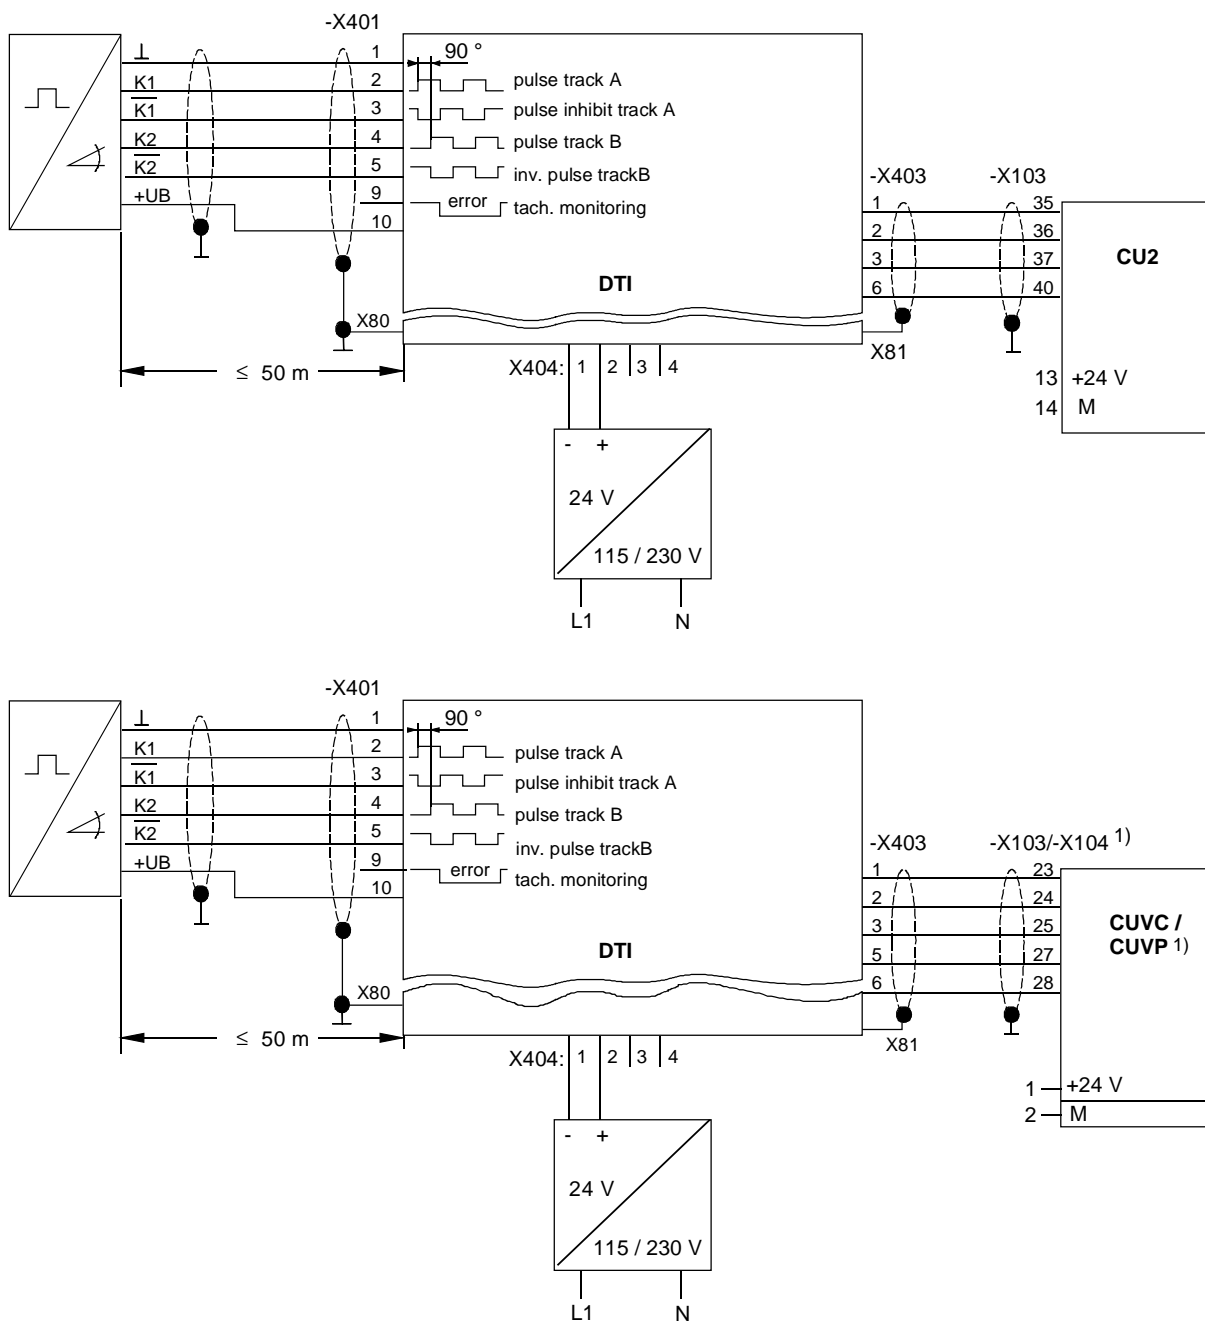 -X401
⊥ 1 90 °
K1 2 pulse track A
K1 3 pulse inhibit track A
K2 4 pulse track B
K2 5 inv. pulse trackB
+UB 9 error tach. monitoring
10
-X403 -X103
1 35
2 36
3 37
6 40
CU2
DTI
X80
X81
≤ 50 m
X404: 1 2 3 4
13 +24 V
14 M
- +
24 V
115 / 230 V
L1 N
-X401
⊥ 1 90 °
K1 2 pulse track A
K1 3 pulse inhibit track A
K2 4 pulse track B
K2 5 inv. pulse trackB
+UB 9 error tach. monitoring
10
-X403 -X103/-X104 1)
1 23
2 24
3 25
5 27
6 28
CUVC /
CUVP 1)
DTI
X80
X81
≤ 50 m
X404: 1 2 3 4
1 +24 V
2 M
- +
24 V
115 / 230 V
L1 N